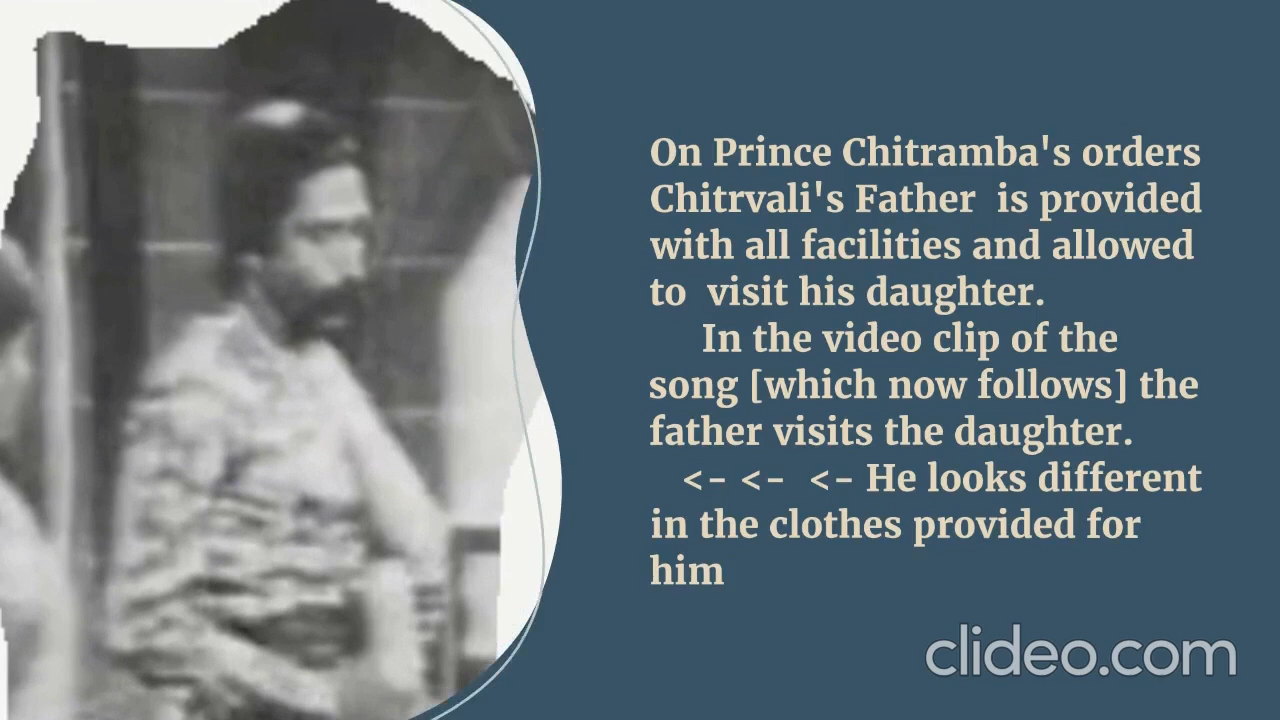 On Prince Chitramba's orders
Chitrvali's Father  is provided
with all facilities and allowed
to  visit his daughter.
In the video clip of the
song [which now follows] the
father visits the daughter.
<- <-  <- He looks different
in the clothes provided for
him
clideo.com